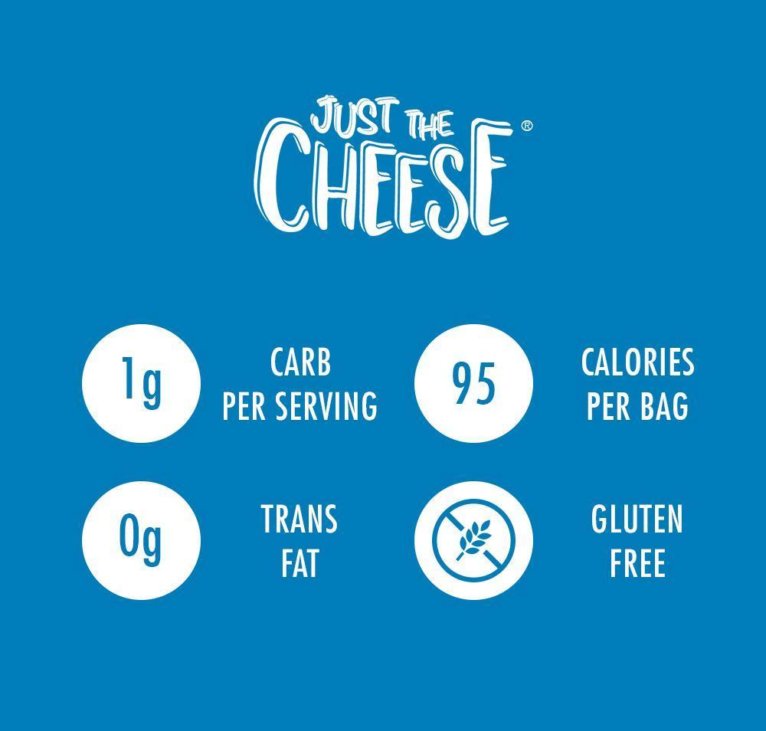 JUST THE
CHEESE®
1g
CARB
PER SERVING
95
CALORIES
PER BAG
0g
TRANS
FAT
GLUTEN
FREE